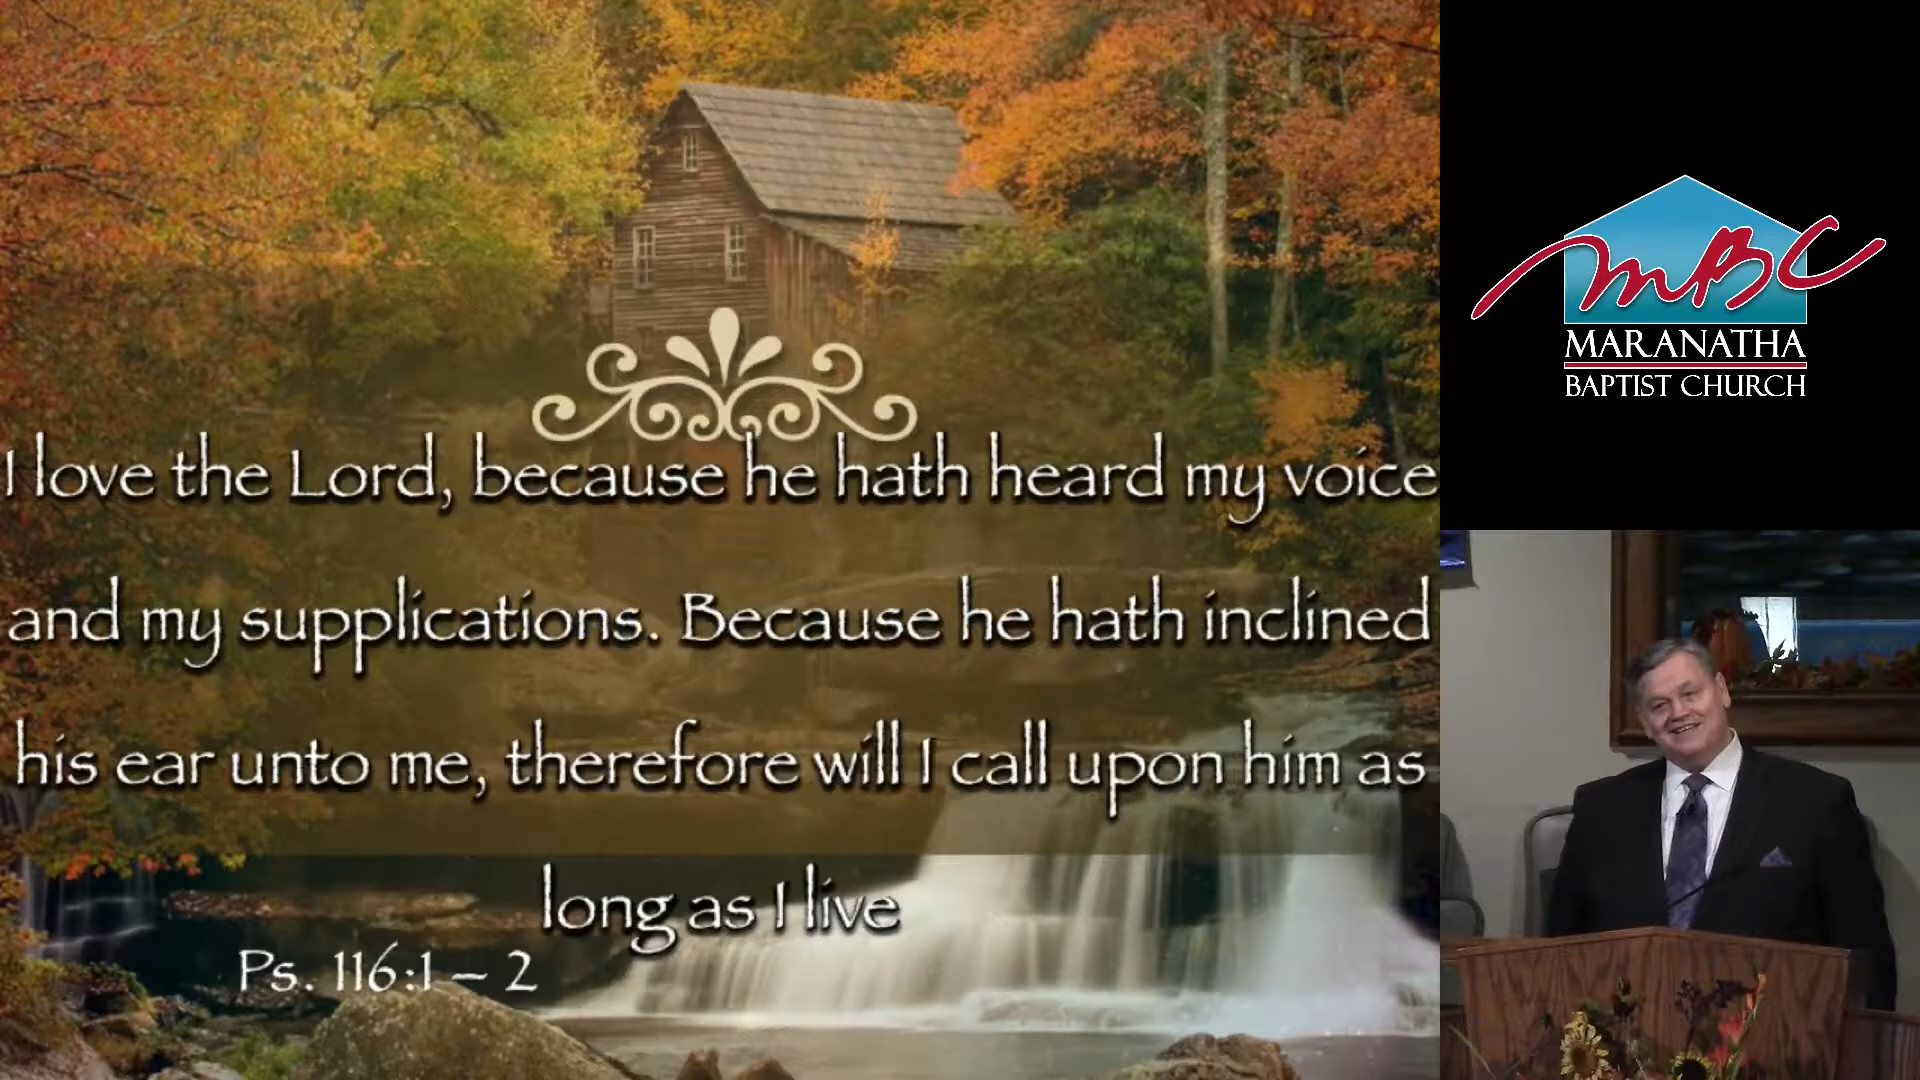 I love the Lord, because he hath heard my voice
and my supplications. Because he hath inclined
his ear unto me, therefore will I call upon him as
long as I live
Ps. 116:1 – 2
MBC
MARANATHA
BAPTIST CHURCH